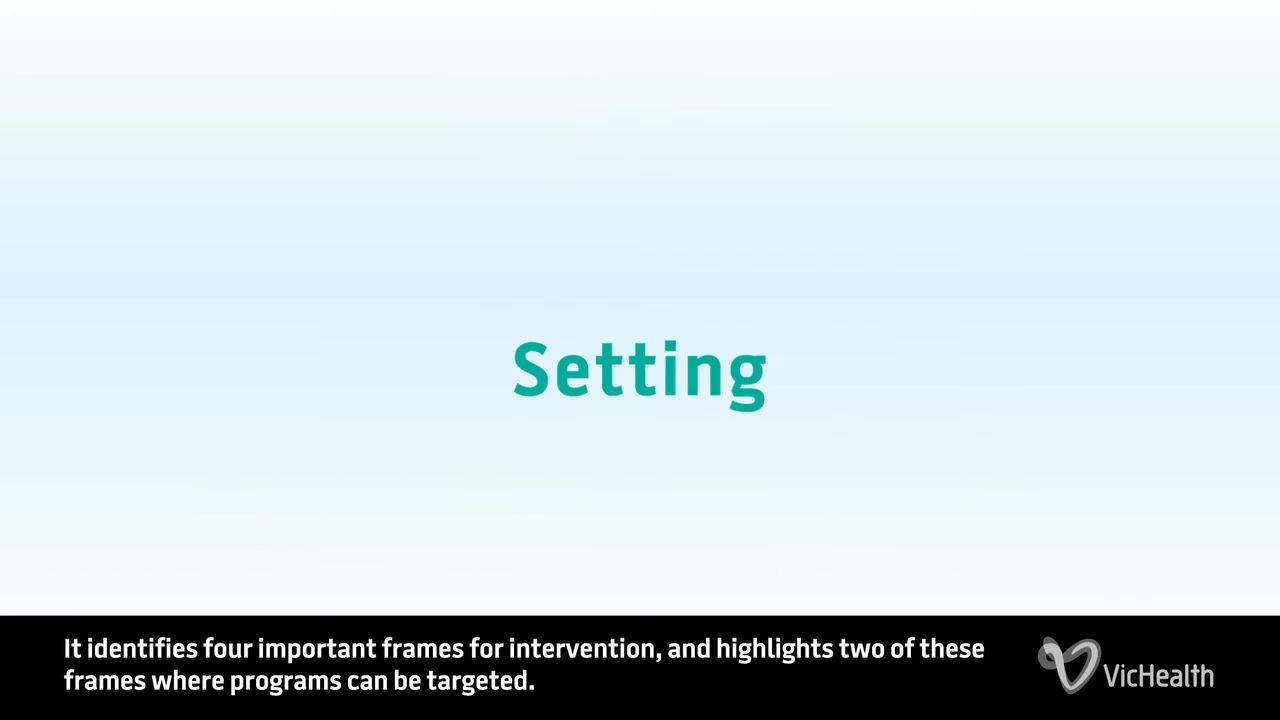 Setting
It identifies four important frames for intervention, and highlights two of these
frames where programs can be targeted.
VicHealth